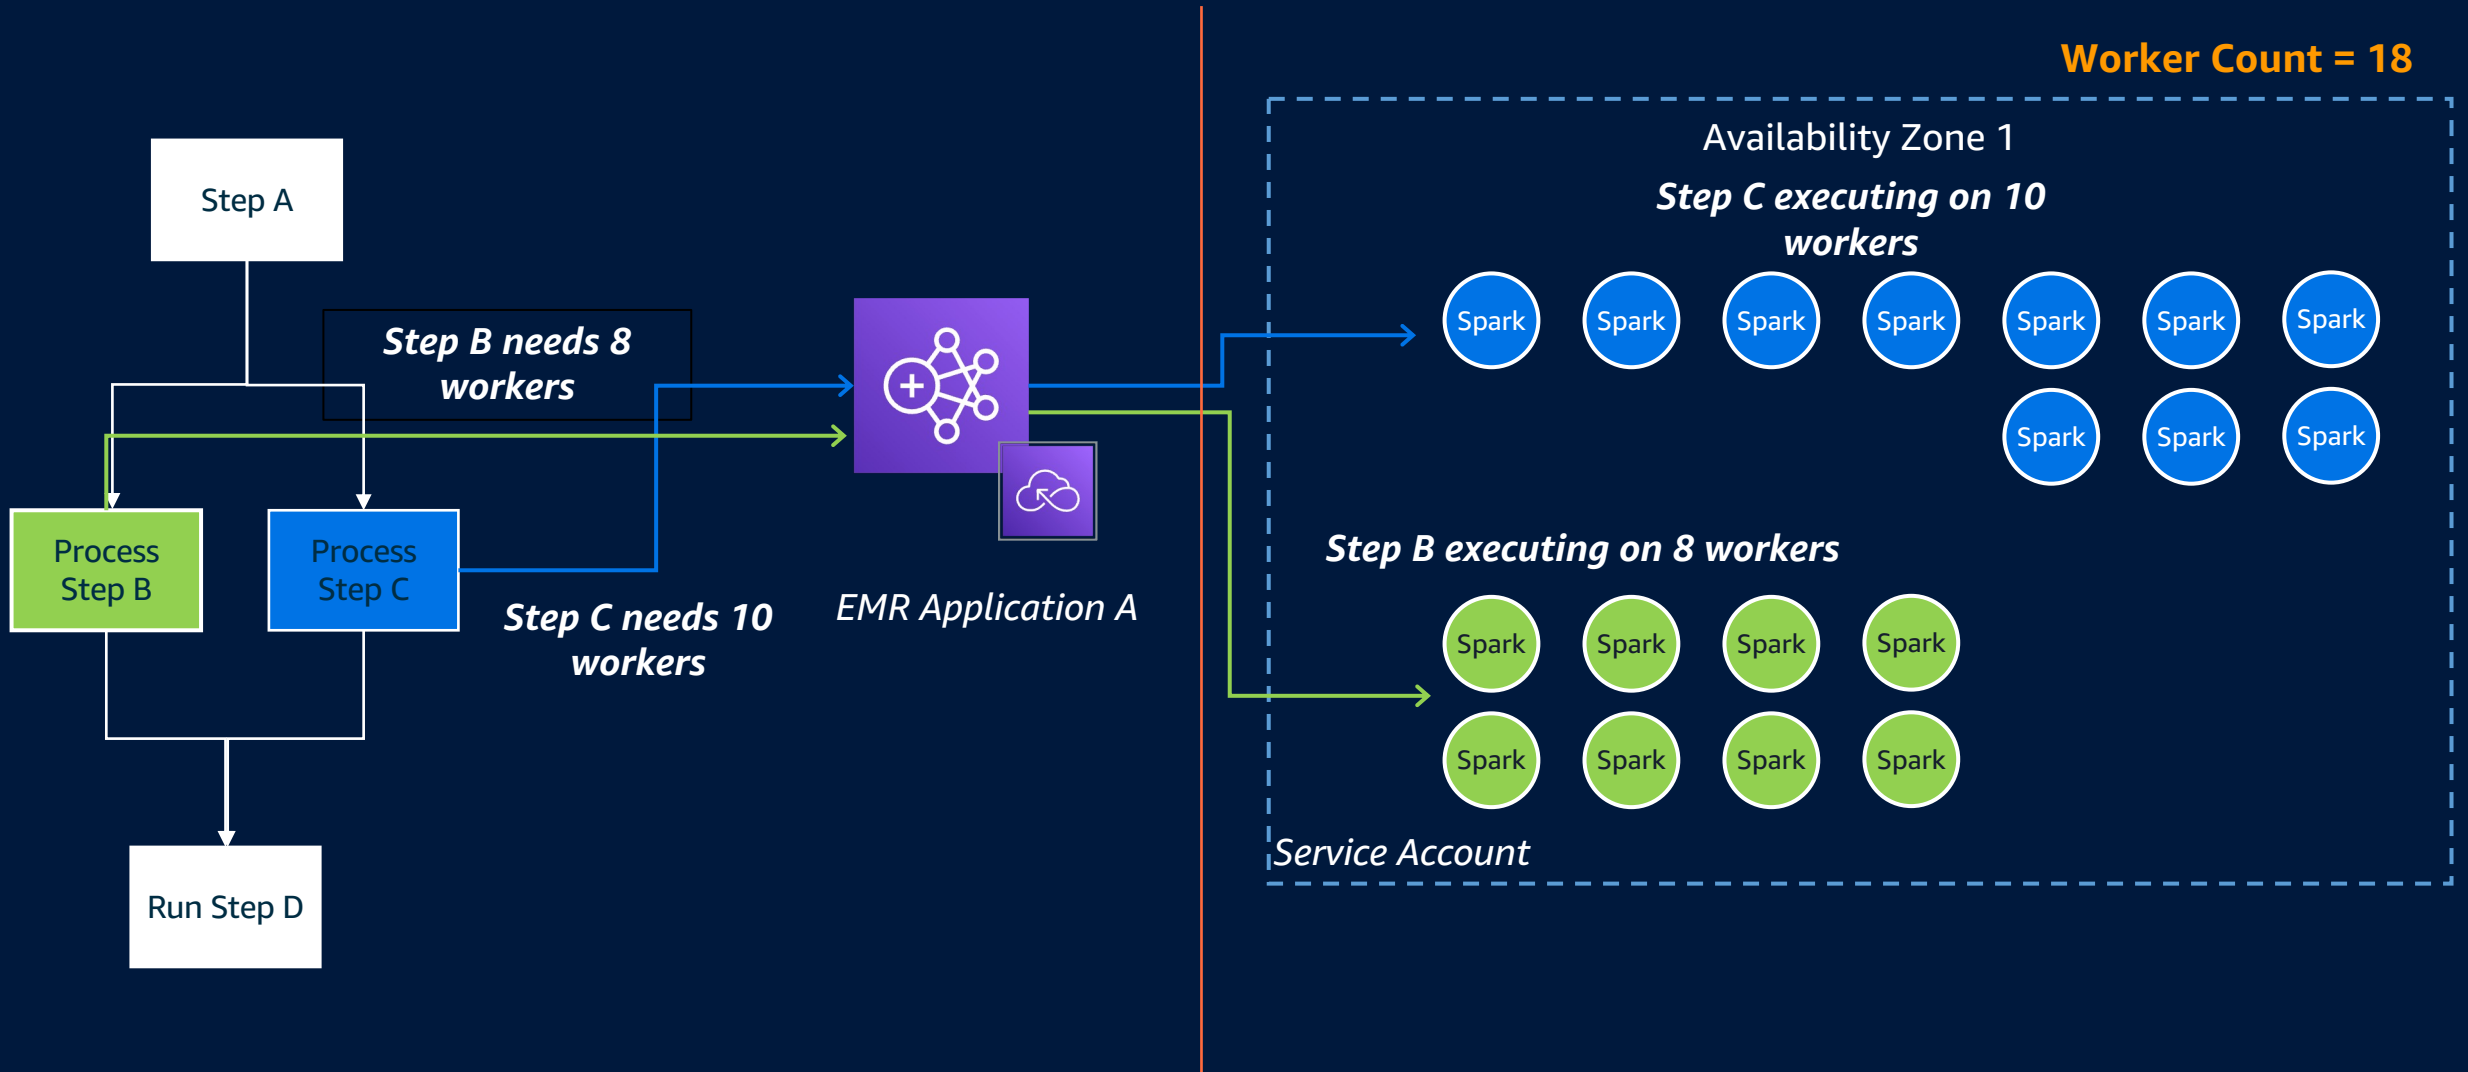 Worker Count = 18
Step A
Step B needs 8
workers
Process
Step B
Process
Step C
Step C needs 10
workers
Run Step D
EMR Application A
Availability Zone 1
Step C executing on 10
workers
Spark Spark Spark Spark Spark Spark Spark
Spark Spark Spark
Step B executing on 8 workers
Spark Spark Spark Spark
Spark Spark Spark Spark
Service Account